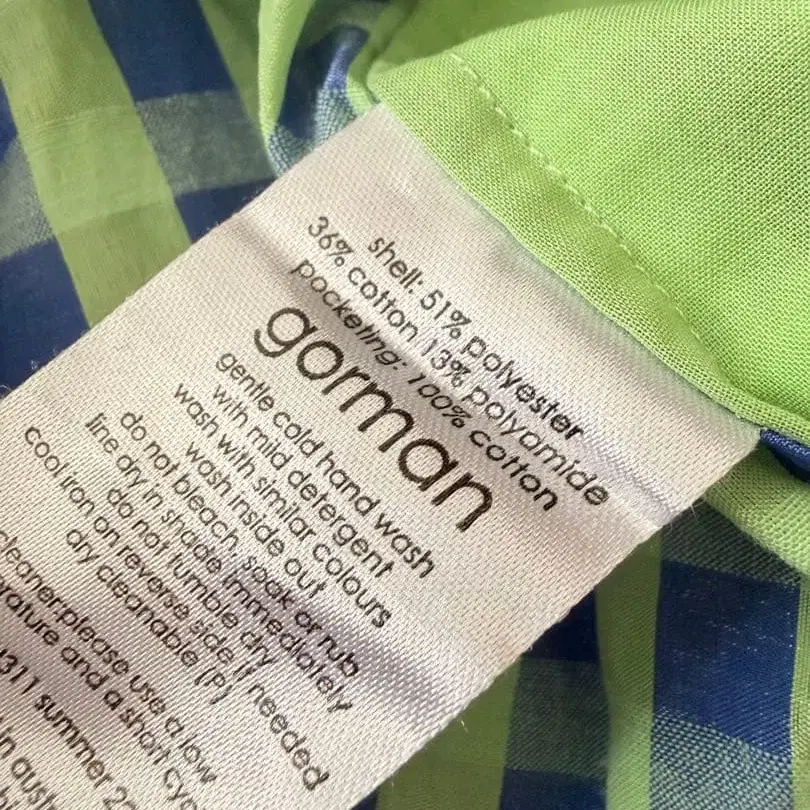 shell: 51% polyester
36% cotton 13% polyamide
pocketing: 100% cotton
gorman
gentle cold hand wash
with mild detergent
wash with similar colours
wash inside out
do not bleach, soak or rub
line dry in shade immediately
do not tumble dry
cool iron on reverse side if needed
dry cleanable (P)
cleaner:please use a low
and a short
311 summer
in